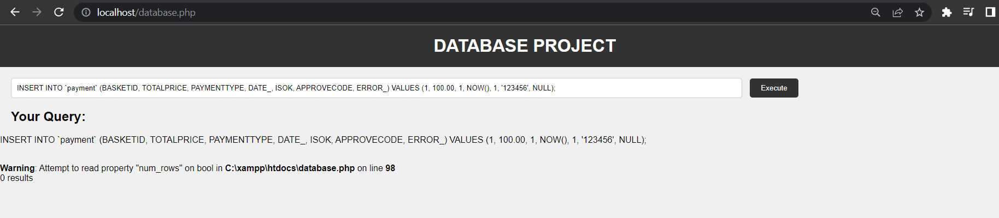 localhost/database.php
DATABASE PROJECT
INSERT INTO `payment` (BASKETID, TOTALPRICE, PAYMENTTYPE, DATE_, ISOK, APPROVECODE, ERROR_) VALUES (1, 100.00, 1, NOW(), 1, '123456', NULL);
Execute
Your Query:
INSERT INTO `payment` (BASKETID, TOTALPRICE, PAYMENTTYPE, DATE_, ISOK, APPROVECODE, ERROR_) VALUES (1, 100.00, 1, NOW(), 1, '123456', NULL);
Warning: Attempt to read property "num_rows" on bool in C:\xampp\htdocs\database.php on line 98
0 results